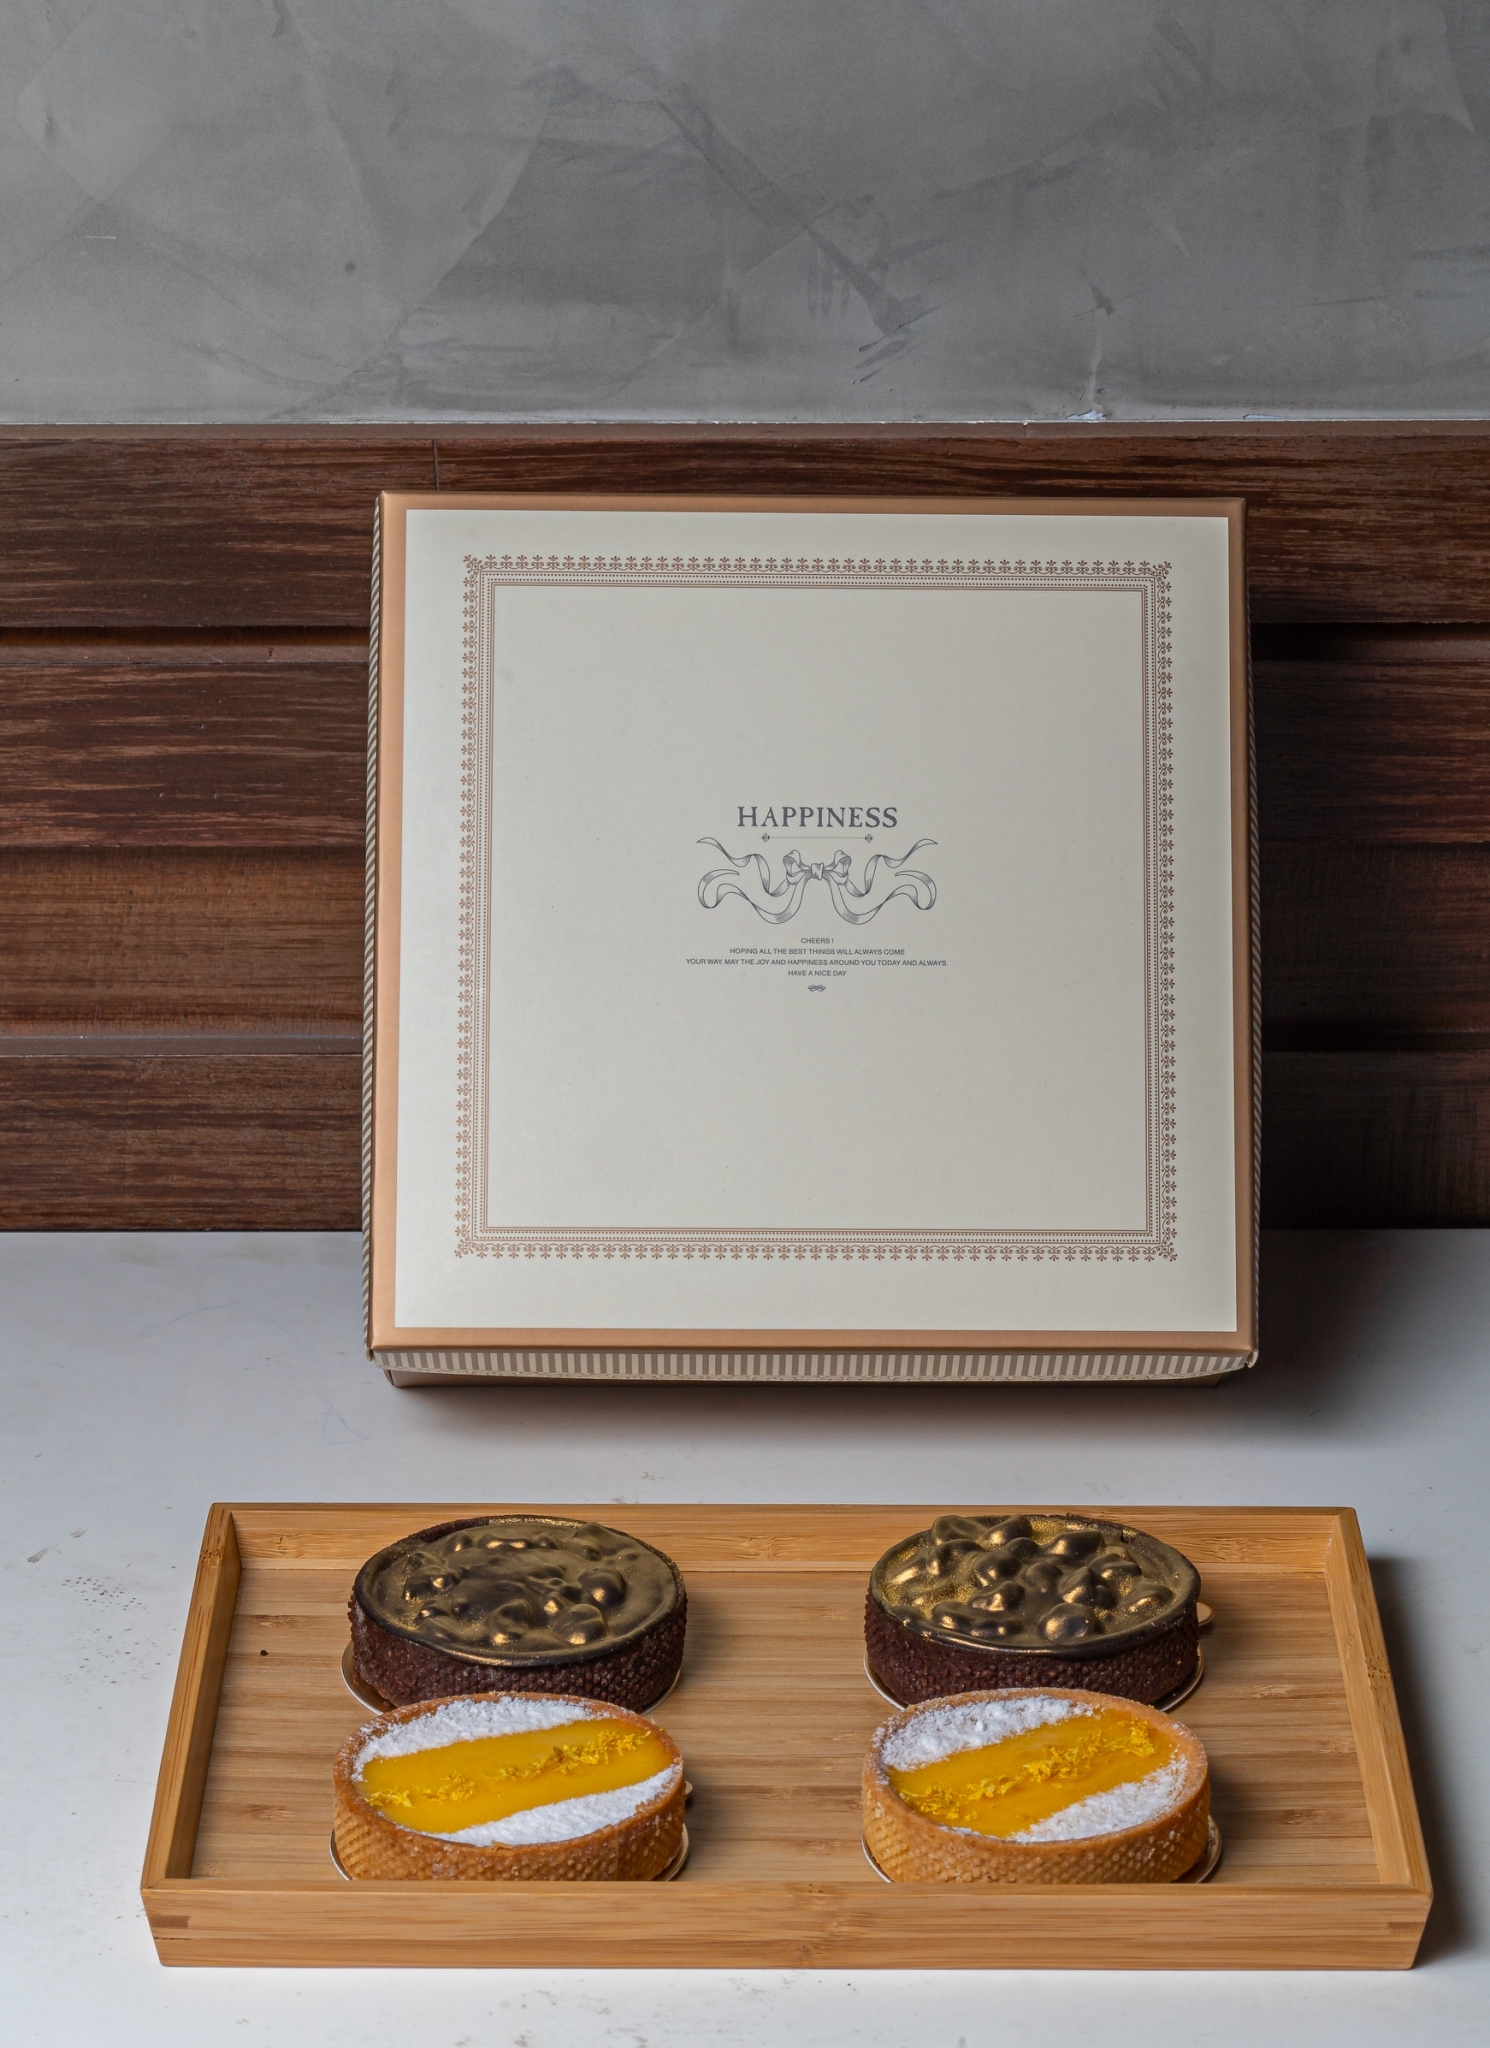 HAPPINESS
CHEERS !
HOPING ALL THE BEST THINGS WILL ALWAYS COME
YOUR WAY. MAY THE JOY AND HAPPINESS AROUND YOU TODAY AND ALWAYS.
HAVE A NICE DAY